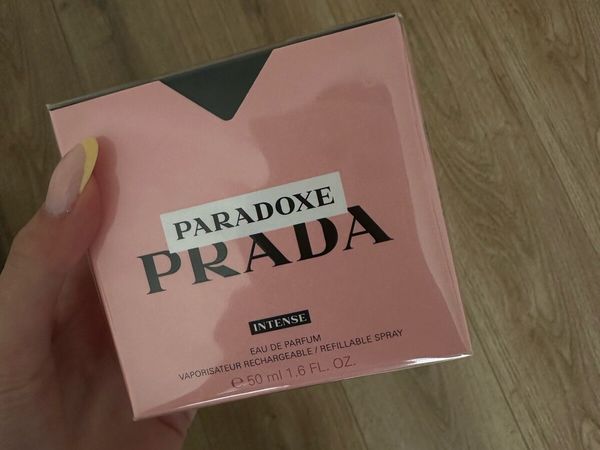 PARADOXE
PRADA
INTENSE
EAU DE PARFUM
VAPORISATEUR RECHARGEABLE / REFILLABLE SPRAY
℮ 50 ml 1.6 FL. OZ.